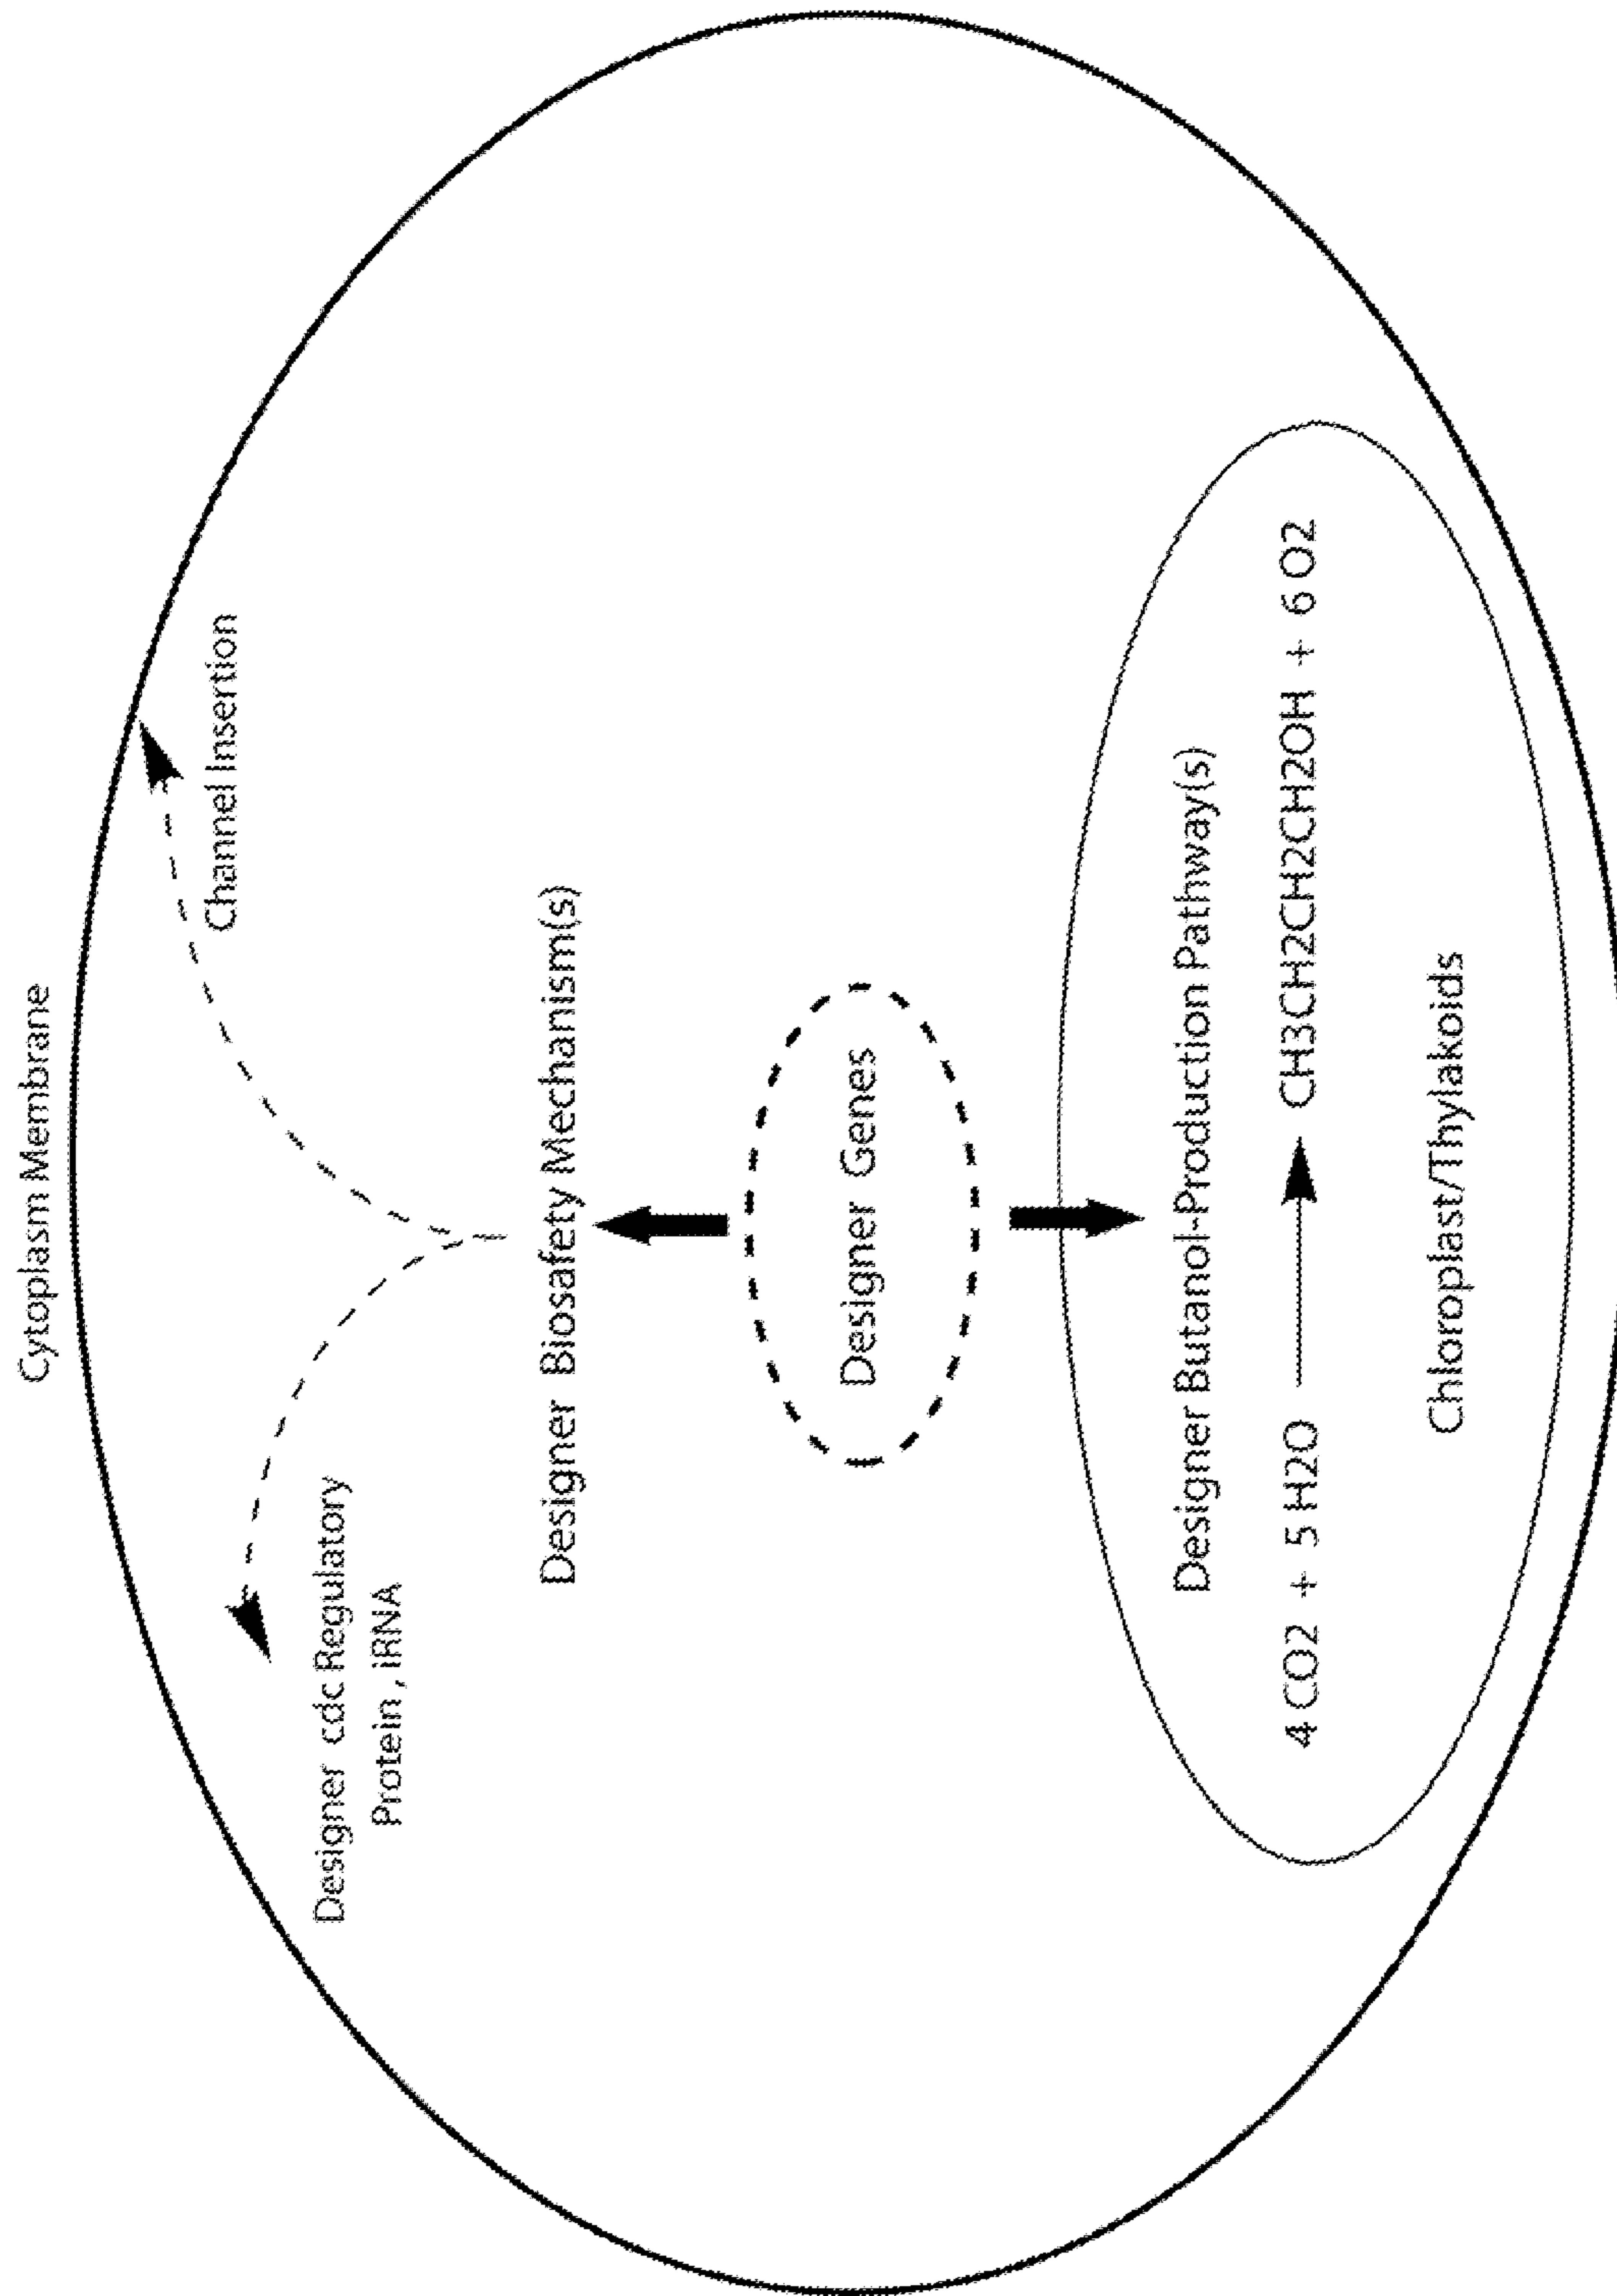 Cytoplasm Membrane
Channel Insertion
Designer cdc Regulatory
Protein, iRNA
Designer Biosafety Mechanism(s)
Designer Genes
Designer Butanol-Production Pathway(s)
4 CO2 + 5 H2O → CH3CH2CH2CH2OH + 6 O2
Chloroplast/Thylakoids